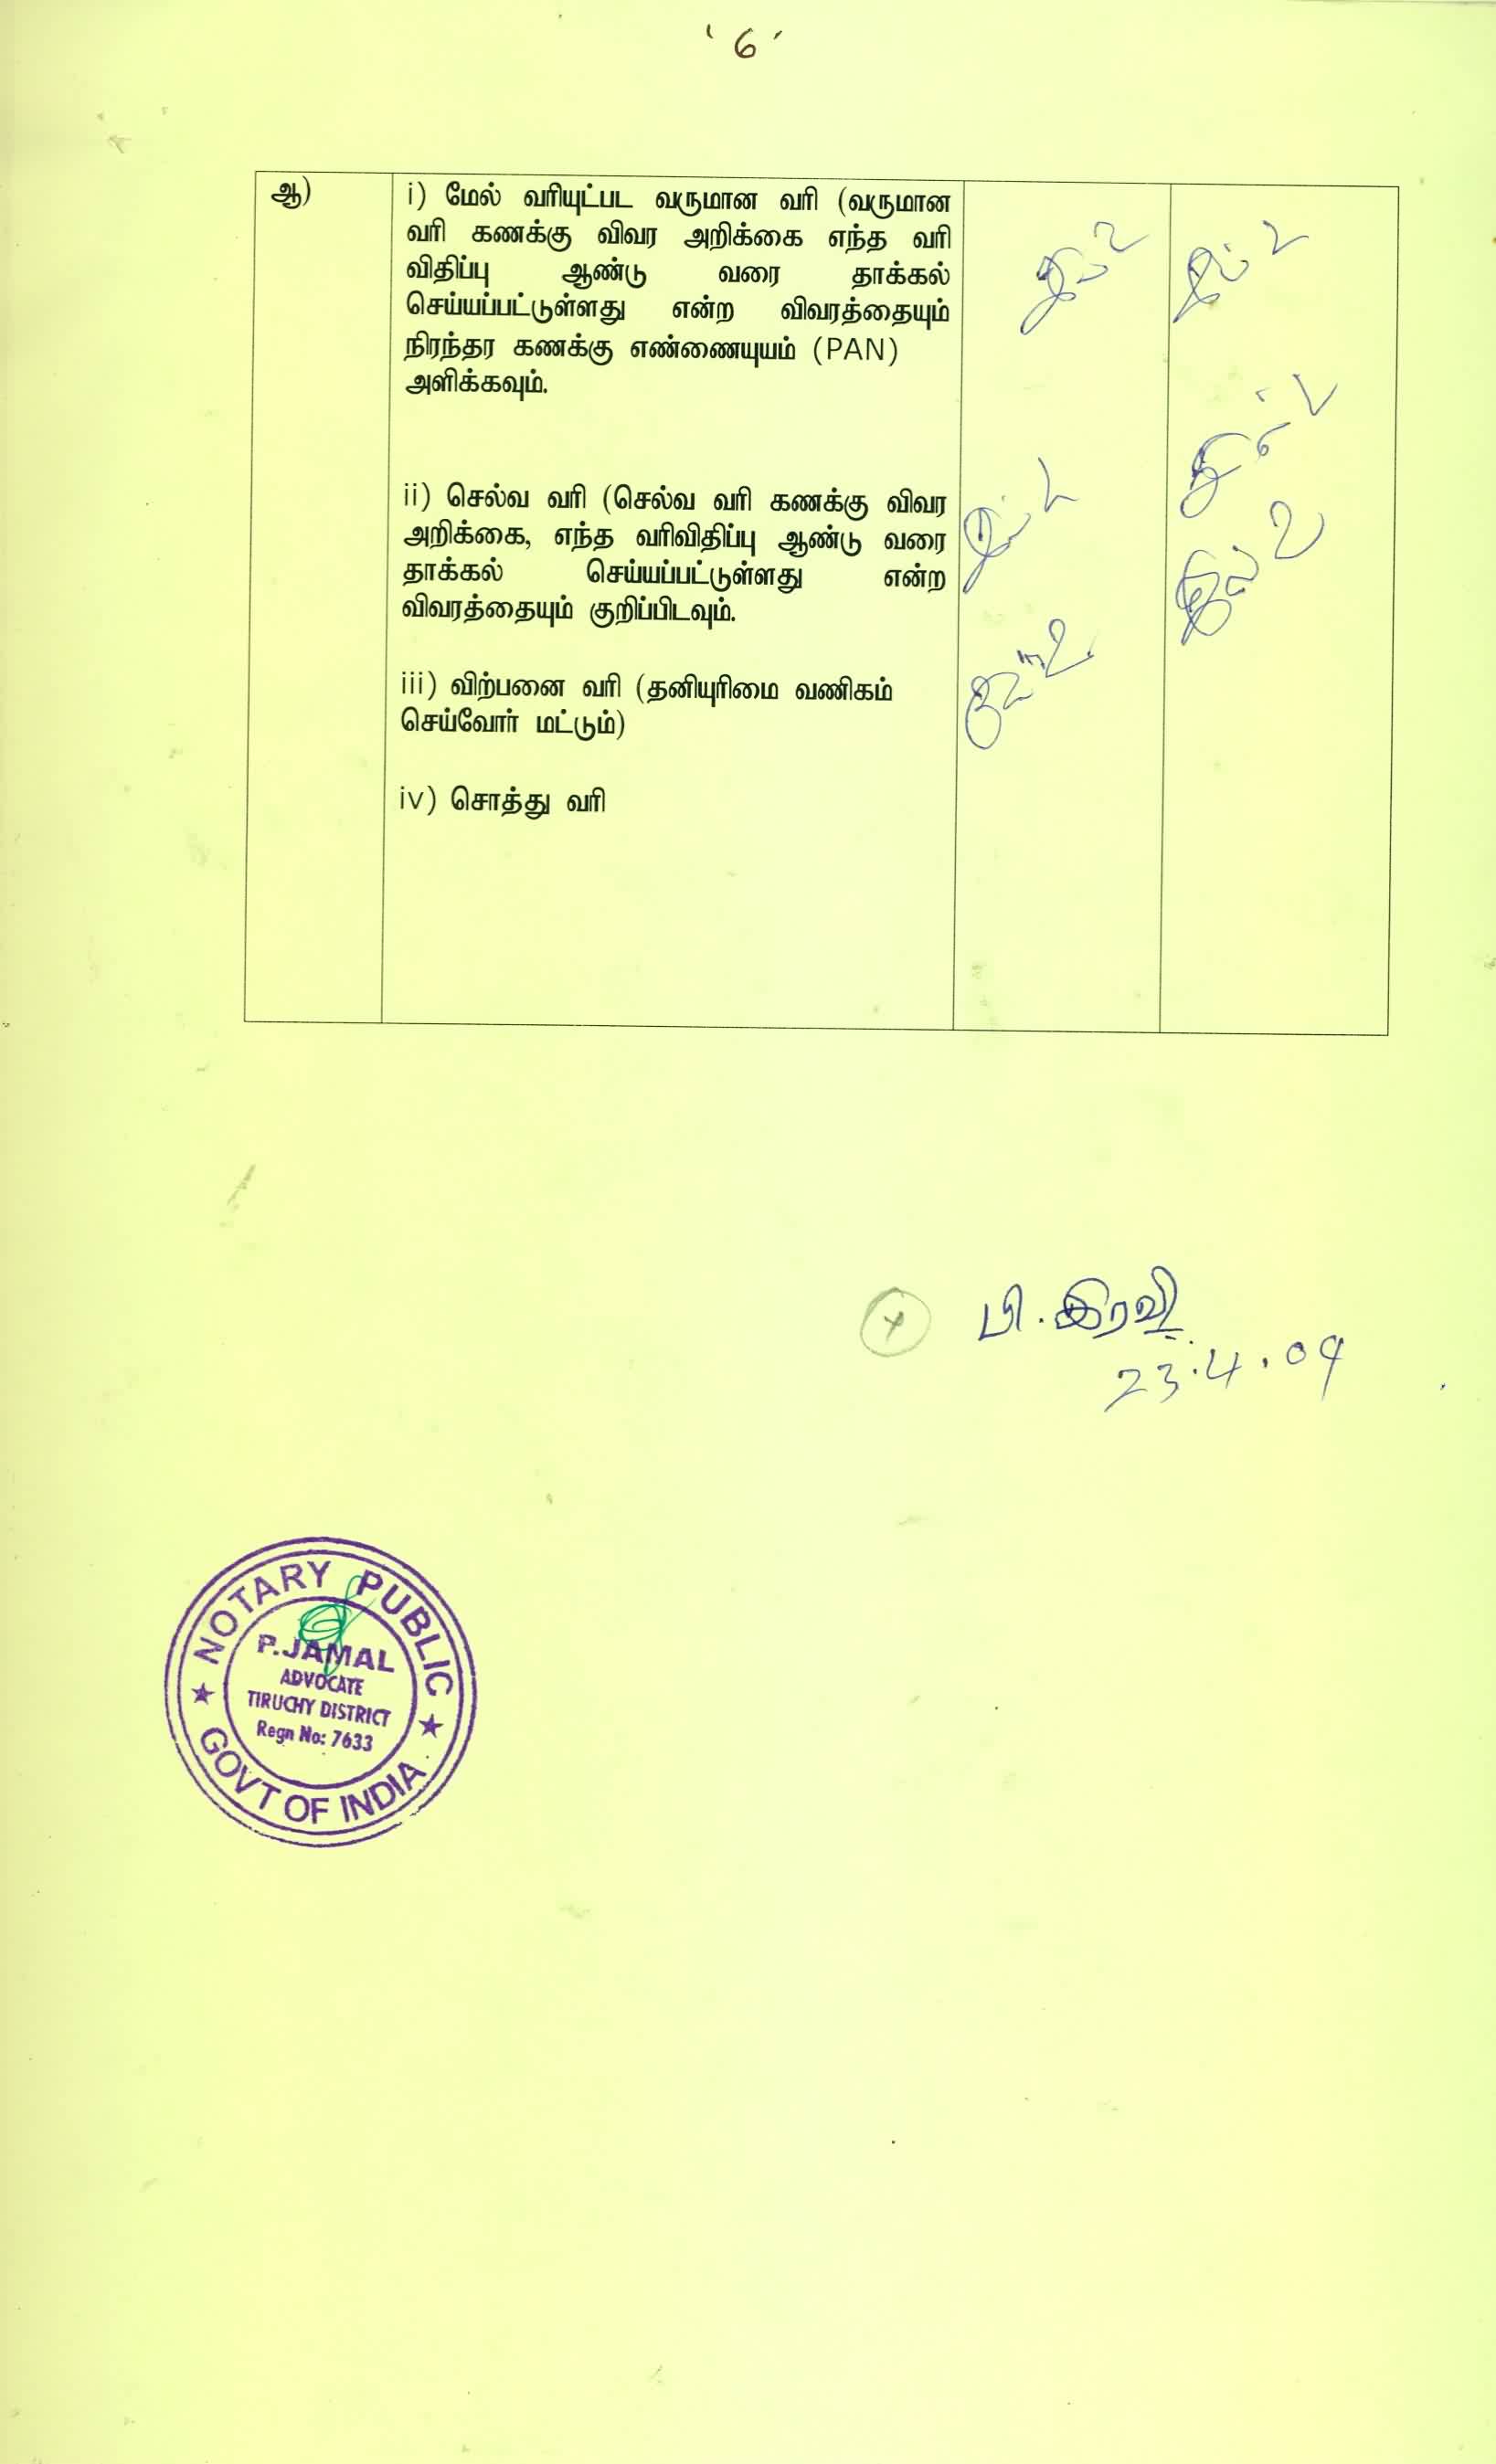 '6'
ஆ)
i) மேல் வரியுட்பட வருமான வரி (வருமான
வரி கணக்கு விவர அறிக்கை எந்த வரி
விதிப்பு ஆண்டு வரை தாக்கல்
செய்யப்பட்டுள்ளது என்ற விவரத்தையும்
நிரந்தர கணக்கு எண்ணையுயம் (PAN)
அளிக்கவும்.
ii) செல்வ வரி (செல்வ வரி கணக்கு விவர
அறிக்கை, எந்த வரிவிதிப்பு ஆண்டு வரை
தாக்கல் செய்யப்பட்டுள்ளது என்ற
விவரத்தையும் குறிப்பிடவும்.
iii) விற்பனை வரி (தனியுரிமை வணிகம்
செய்வோர் மட்டும்)
iv) சொத்து வரி
பி.இரவி
23.4.09
NOTARY PUBLIC
P.JAMAL
ADVOCATE
TIRUCHY DISTRICT
Regn No: 7633
GOVT OF INDIA